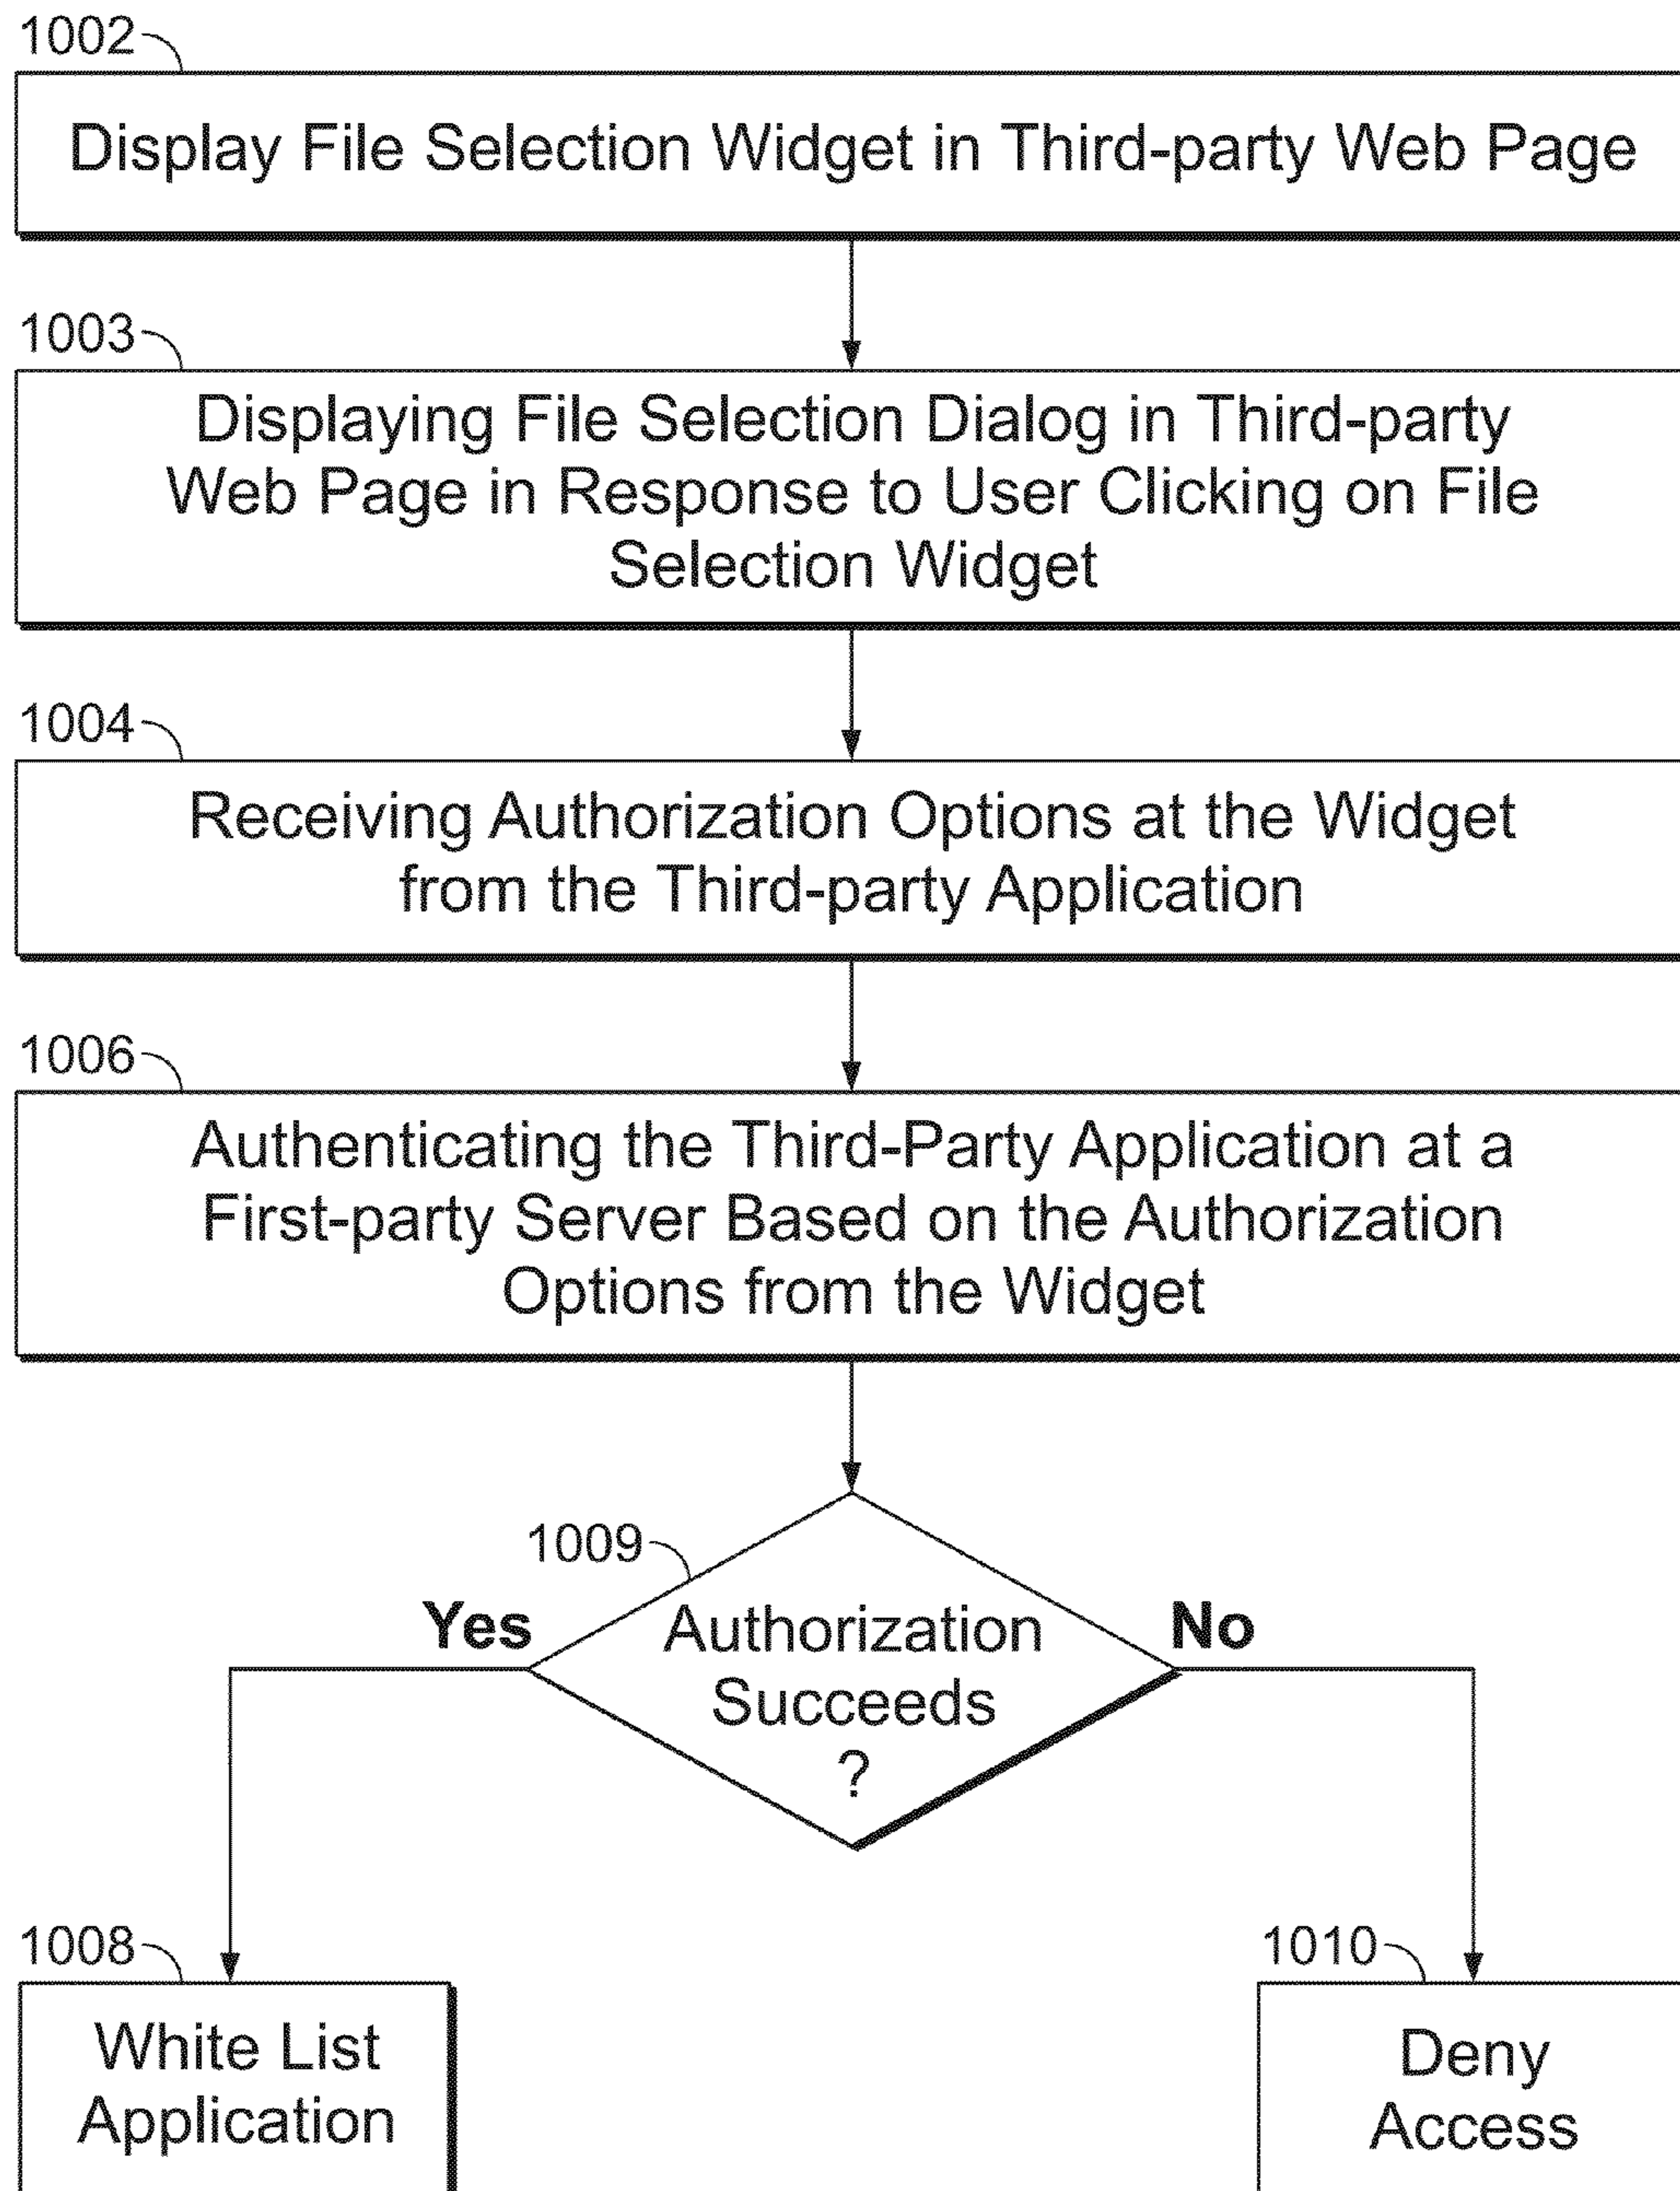 1002
Display File Selection Widget in Third-party Web Page
1003
Displaying File Selection Dialog in Third-party
Web Page in Response to User Clicking on File
Selection Widget
1004
Receiving Authorization Options at the Widget
from the Third-party Application
1006
Authenticating the Third-Party Application at a
First-party Server Based on the Authorization
Options from the Widget
1009
Yes
Authorization
Succeeds
?
No
1008
White List
Application
1010
Deny
Access